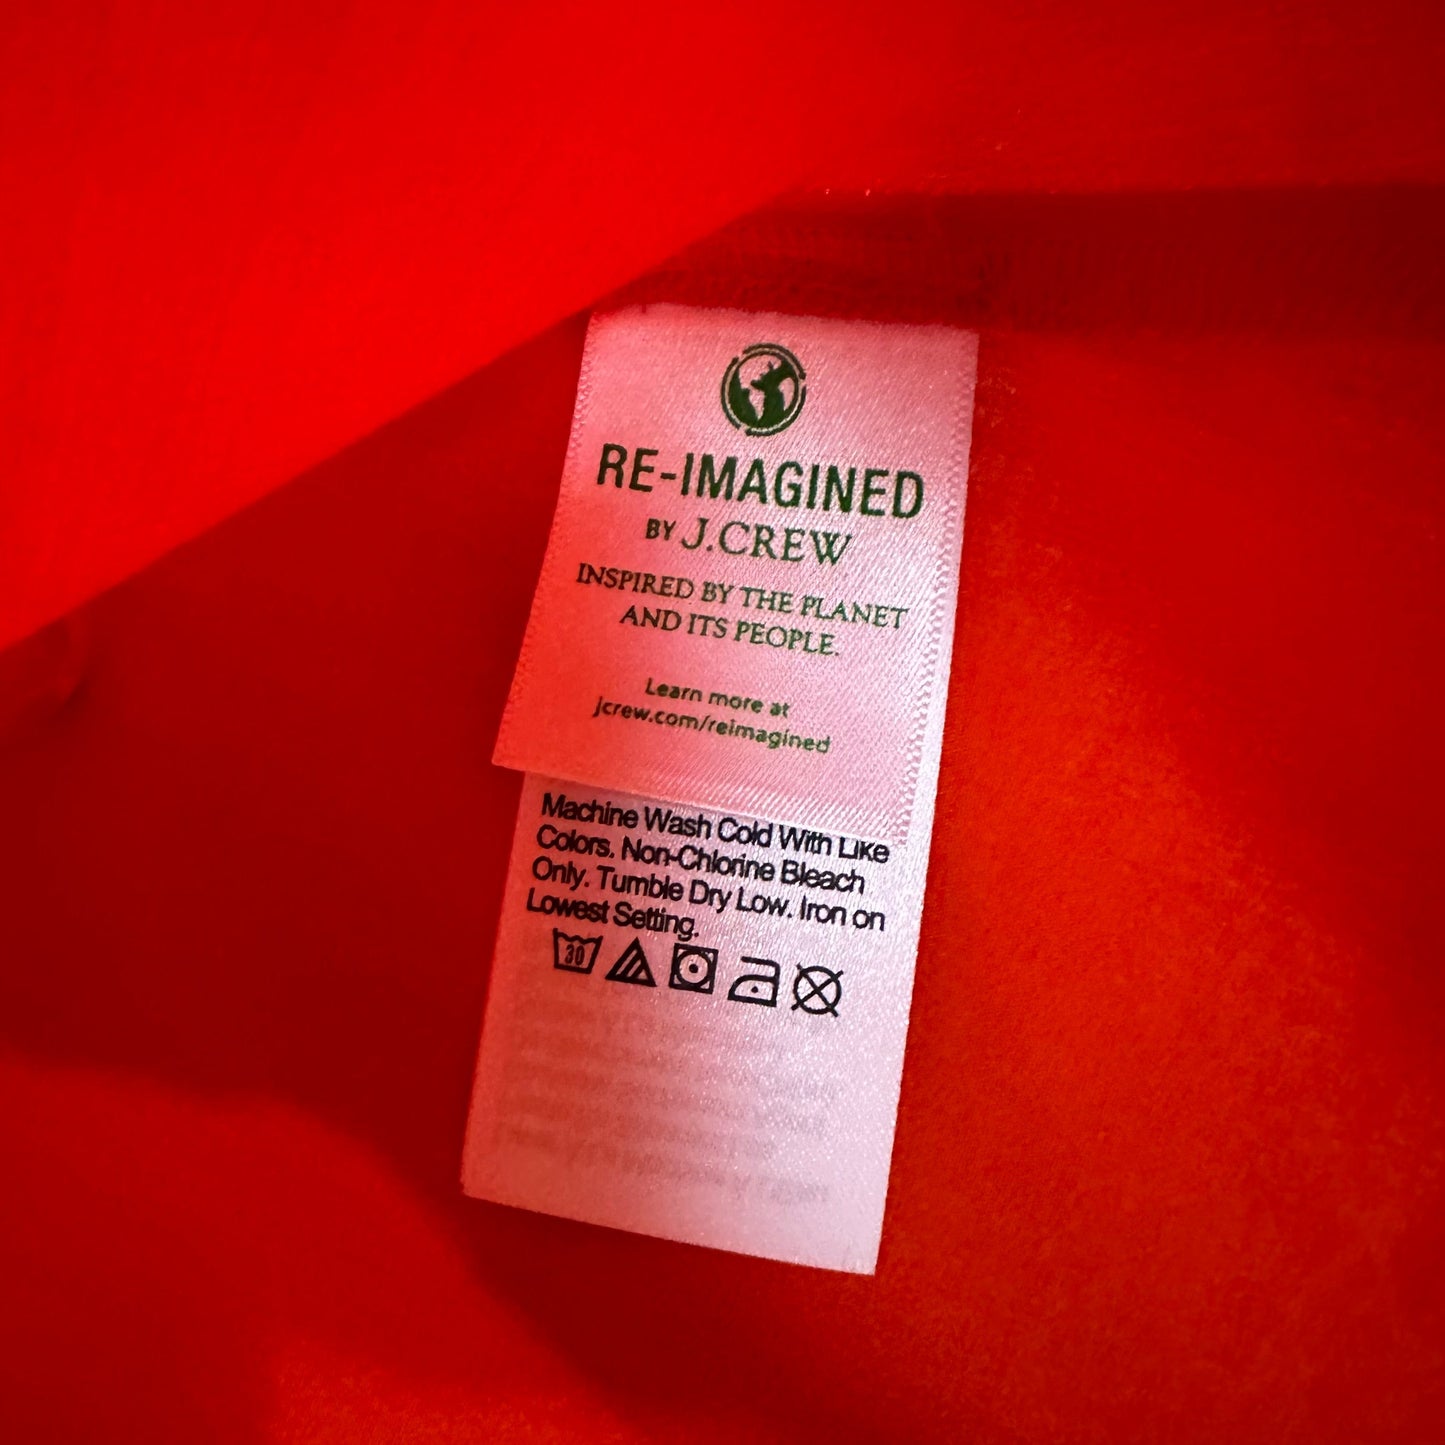 RE-IMAGINED
BY J.CREW
INSPIRED BY THE PLANET
AND ITS PEOPLE.
Learn more at
jcrew.com/reimagined
Machine Wash Cold With Like
Colors. Non-Chlorine Bleach
Only. Tumble Dry Low. Iron on
Lowest Setting.
30